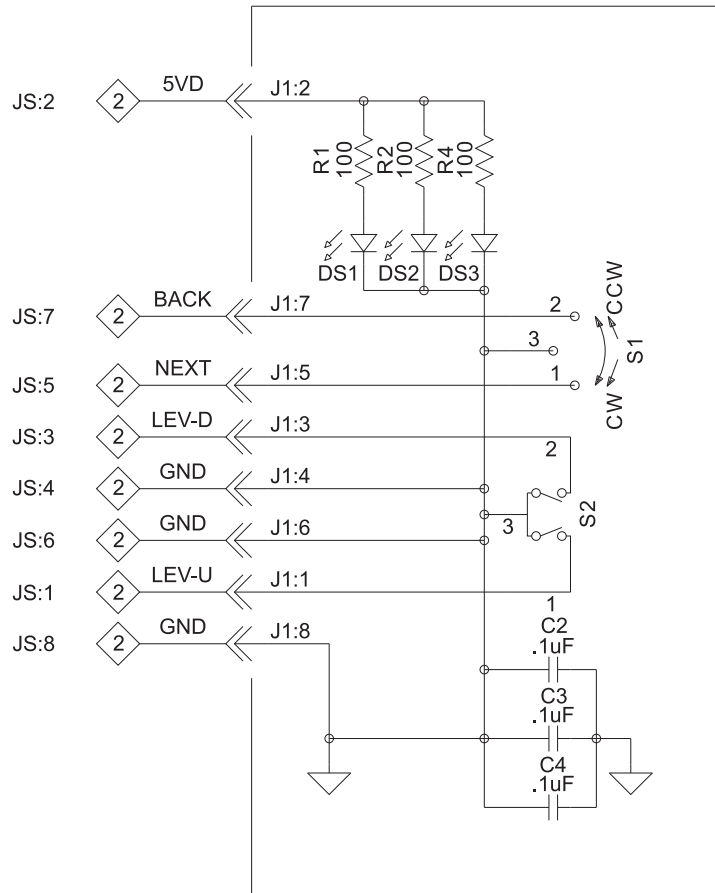 JS:2 2 5VD J1:2
R1 100 R2 100 R4 100
DS1 DS2 DS3
JS:7 2 BACK J1:7 2 CCW
3 S1
JS:5 2 NEXT J1:5 1 CW
JS:3 2 LEV-D J1:3 2
JS:4 2 GND J1:4
3 S2
JS:6 2 GND J1:6
JS:1 2 LEV-U J1:1 1
JS:8 2 GND J1:8
C2
.1uF
C3
.1uF
C4
.1uF